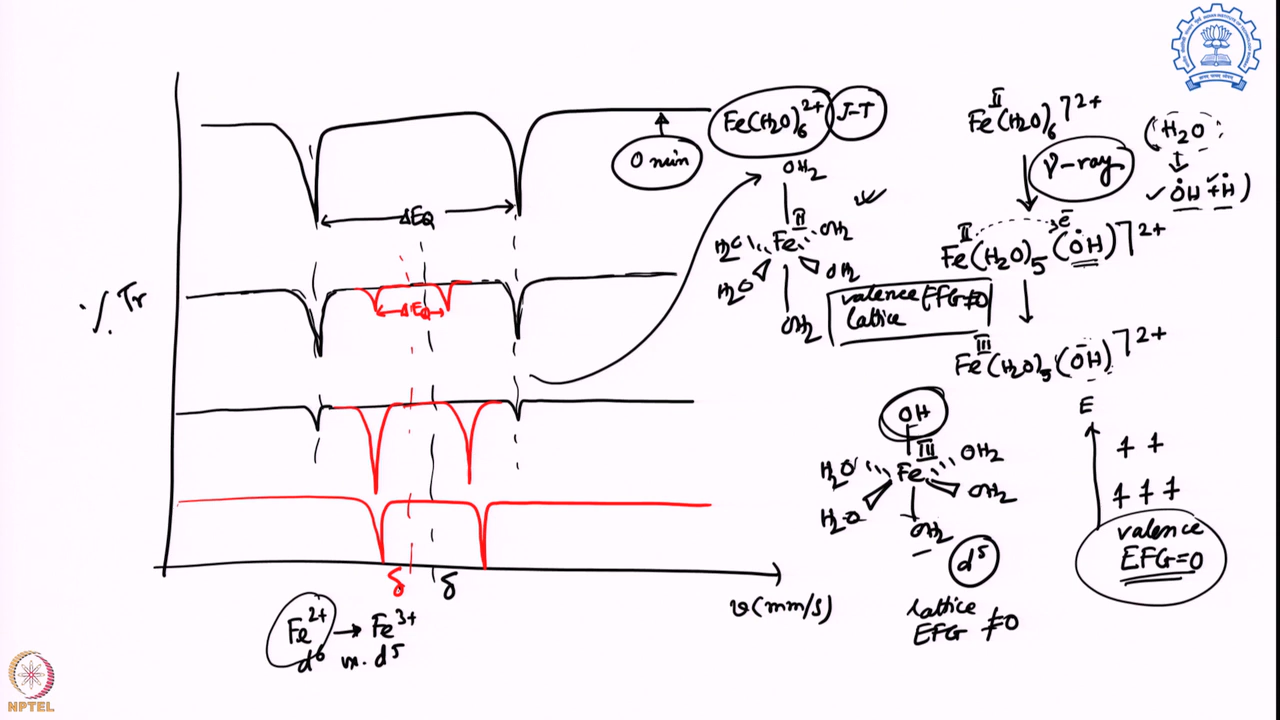 % Tr
0 min
ΔEQ
ΔEQ
δ δ
υ(mm/s)
Fe2+ → Fe3+
d6 vs. d5
Fe(H2O)6 2+ J-T
OH2
II
H2O Fe OH2
H2O OH2
OH2
valence EFG≠0
lattice
II
Fe(H2O)6]2+
γ-ray
H2O
ȮH + Ḣ)
II e-
Fe(H2O)5(ȮH)]2+
III
Fe(H2O)5(ŌH)]2+
OH
III
H2O Fe OH2
H2O OH2
OH2
d5
lattice
EFG ≠0
E
valence
EFG=0
NPTEL